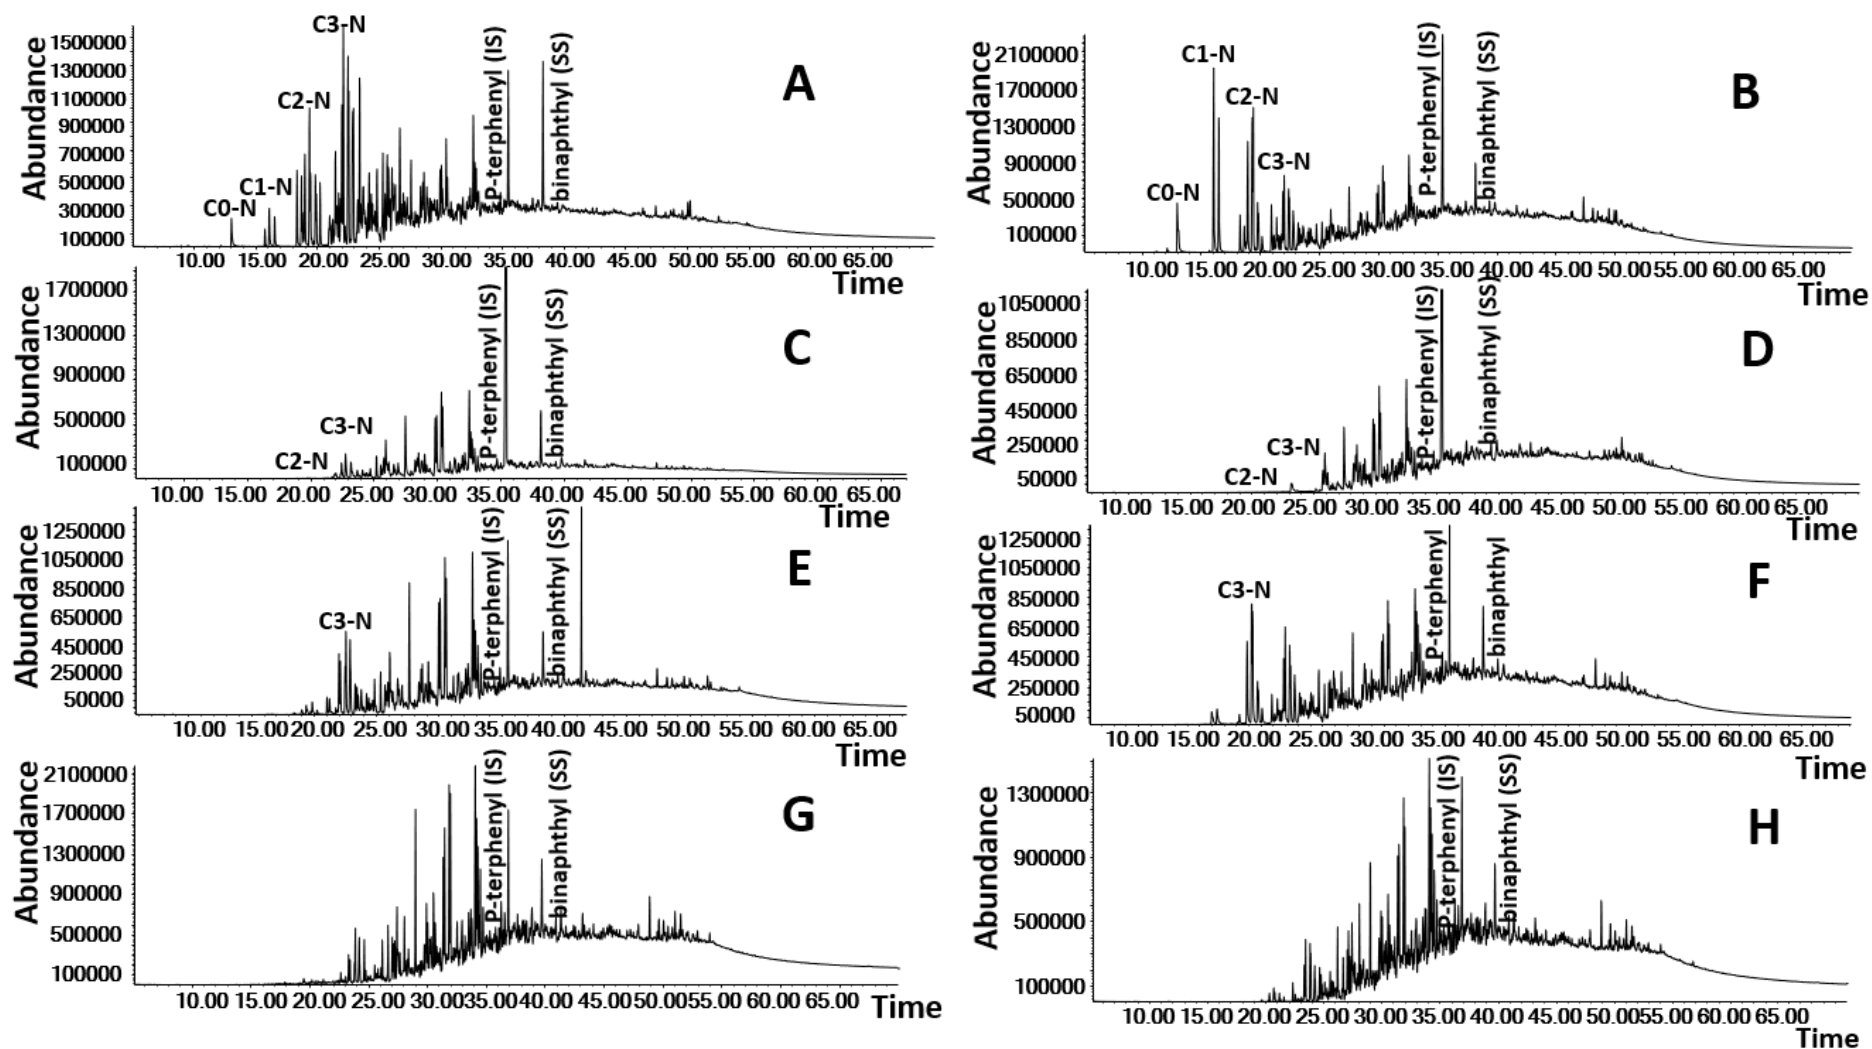 Abundance
1500000
1300000
1100000
900000
700000
500000
300000
100000
C0-N
C1-N
C2-N
C3-N
P-terphenyl (IS)
binaphthyl (SS)
A
10.00 15.00 20.00 25.00 30.00 35.00 40.00 45.00 50.00 55.00 60.00 65.00
Time
Abundance
2100000
1700000
1300000
900000
500000
100000
C0-N
C1-N
C2-N
C3-N
P-terphenyl (IS)
binaphthyl (SS)
B
10.00 15.00 20.00 25.00 30.00 35.00 40.00 45.00 50.00 55.00 60.00 65.00
Time
Abundance
1700000
1300000
900000
500000
100000
C2-N
C3-N
P-terphenyl (IS)
binaphthyl (SS)
C
10.00 15.00 20.00 25.00 30.00 35.00 40.00 45.00 50.00 55.00 60.00 65.00
Time
Abundance
1050000
850000
650000
450000
250000
50000
C2-N
C3-N
P-terphenyl (IS)
binaphthyl (SS)
D
10.00 15.00 20.00 25.00 30.00 35.00 40.00 45.00 50.00 55.00 60.00 65.00
Time
Abundance
1250000
1050000
850000
650000
450000
250000
50000
C3-N
P-terphenyl (IS)
binaphthyl (SS)
E
10.00 15.00 20.00 25.00 30.00 35.00 40.00 45.00 50.00 55.00 60.00 65.00
Time
Abundance
1250000
1050000
850000
650000
450000
250000
50000
C3-N
P-terphenyl
binaphthyl
F
10.00 15.00 20.00 25.00 30.00 35.00 40.00 45.00 50.00 55.00 60.00 65.00
Time
Abundance
2100000
1700000
1300000
900000
500000
100000
P-terphenyl (IS)
binaphthyl (SS)
G
10.00 15.00 20.00 25.00 30.00 35.00 40.00 45.00 50.00 55.00 60.00 65.00
Time
Abundance
1300000
900000
500000
100000
P-terphenyl (IS)
binaphthyl (SS)
H
10.00 15.00 20.00 25.00 30.00 35.00 40.00 45.00 50.00 55.00 60.00 65.00
Time